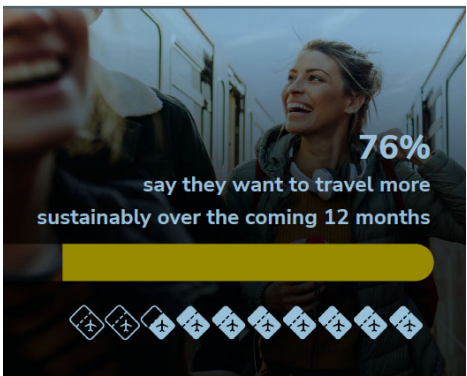 76%
say they want to travel more
sustainably over the coming 12 months